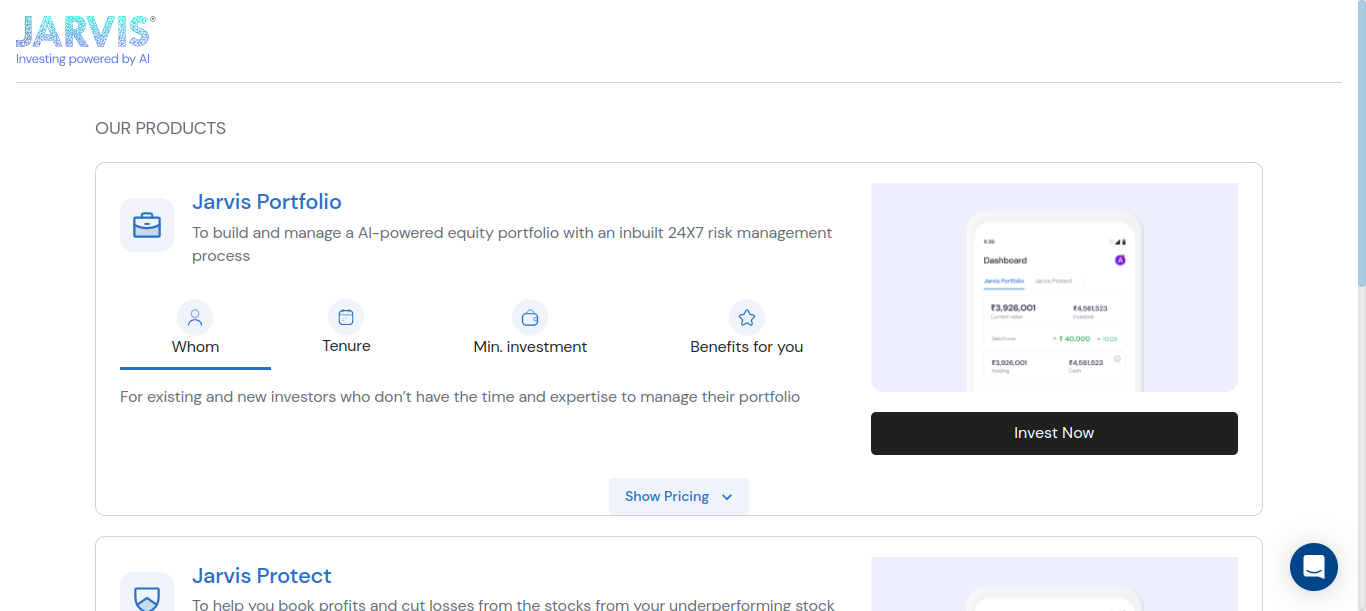 JARVIS®
Investing powered by AI
OUR PRODUCTS
Jarvis Portfolio
To build and manage a AI-powered equity portfolio with an inbuilt 24X7 risk management
process
Whom
Tenure
Min. investment
Benefits for you
For existing and new investors who don’t have the time and expertise to manage their portfolio
9:30
Dashboard
A
Jarvis Portfolio Jarvis Protect
₹3,926,001 ₹4,561,523
Current value Invested
Gain/Loss + ₹ 40,000 + 10.05
₹3,926,001 ₹4,561,523
Holding Cash
Invest Now
Show Pricing
Jarvis Protect
To help you book profits and cut losses from the stocks from your underperforming stock